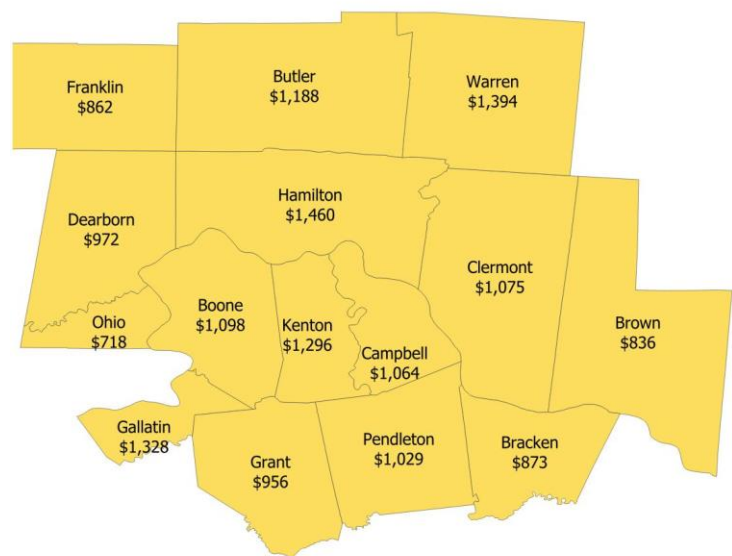 Franklin
$862
Butler
$1,188
Warren
$1,394
Dearborn
$972
Hamilton
$1,460
Clermont
$1,075
Brown
$836
Ohio
$718
Boone
$1,098
Kenton
$1,296
Campbell
$1,064
Gallatin
$1,328
Grant
$956
Pendleton
$1,029
Bracken
$873